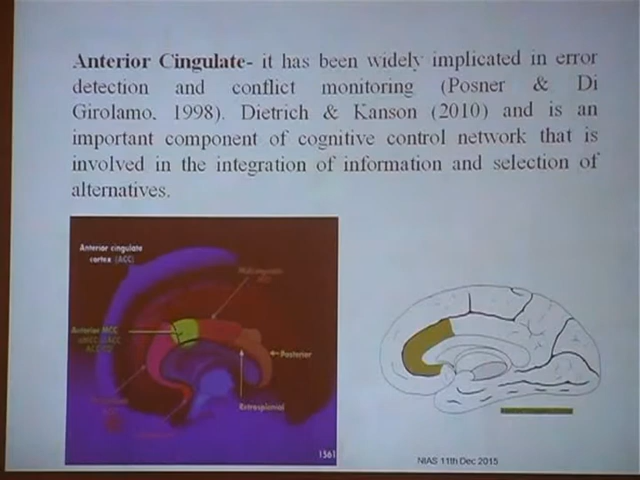 Anterior Cingulate- it has been widely implicated in error
detection and conflict monitoring (Posner & Di
Girolamo, 1998). Dietrich & Kanson (2010) and is an
important component of cognitive control network that is
involved in the integration of information and selection of
alternatives.
Anterior cingulate
cortex (ACC)
Anterior MCC
Posterior
Retrosplenial
1561
NIAS 11th Dec 2015